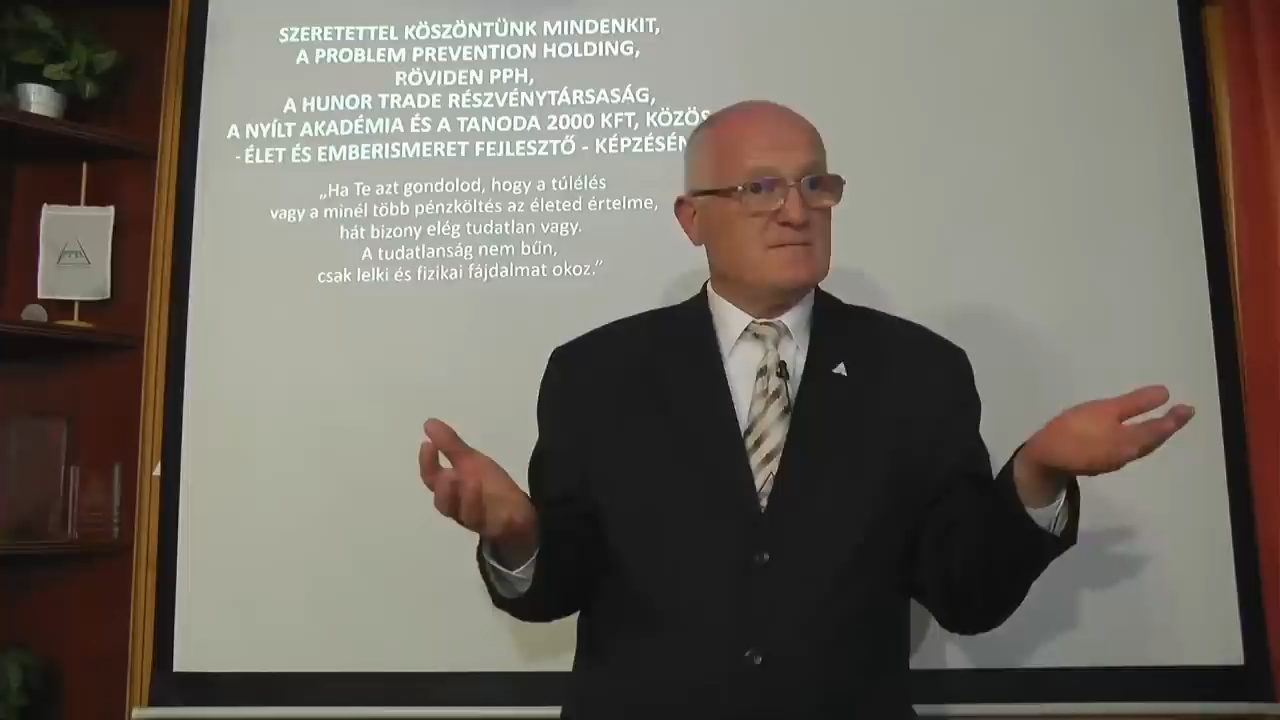 SZERETETTEL KÖSZÖNTÜNK MINDENKIT,
A PROBLEM PREVENTION HOLDING,
RÖVIDEN PPH,
A HUNOR TRADE RÉSZVÉNYTÁRSASÁG,
A NYÍLT AKADÉMIA ÉS A TANODA 2000 KFT, KÖZÖS
- ÉLET ÉS EMBERISMERET FEJLESZTŐ - KÉPZÉSÉN
„Ha Te azt gondolod, hogy a túlélés
vagy a minél több pénzköltés az életed értelme,
hát bizony elég tudatlan vagy.
A tudatlanság nem bűn,
csak lelki és fizikai fájdalmat okoz.”